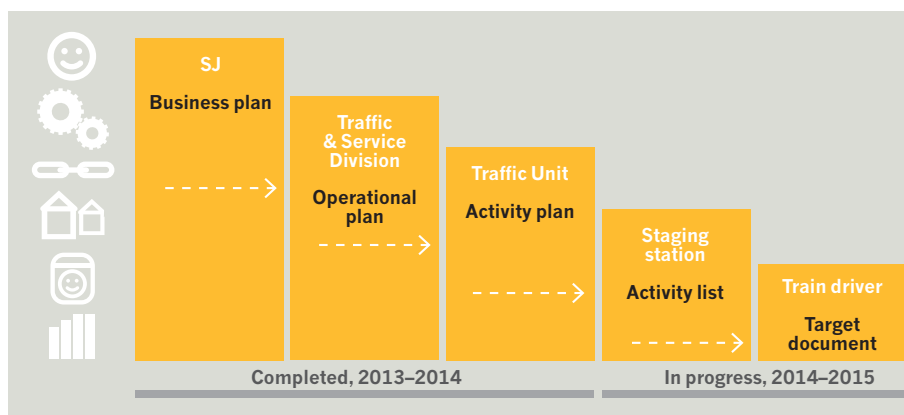 SJ
Business plan
Traffic
& Service
Division
Operational
plan
Traffic Unit
Activity plan
Staging
station
Activity list
Train driver
Target
document
Completed, 2013–2014
In progress, 2014–2015